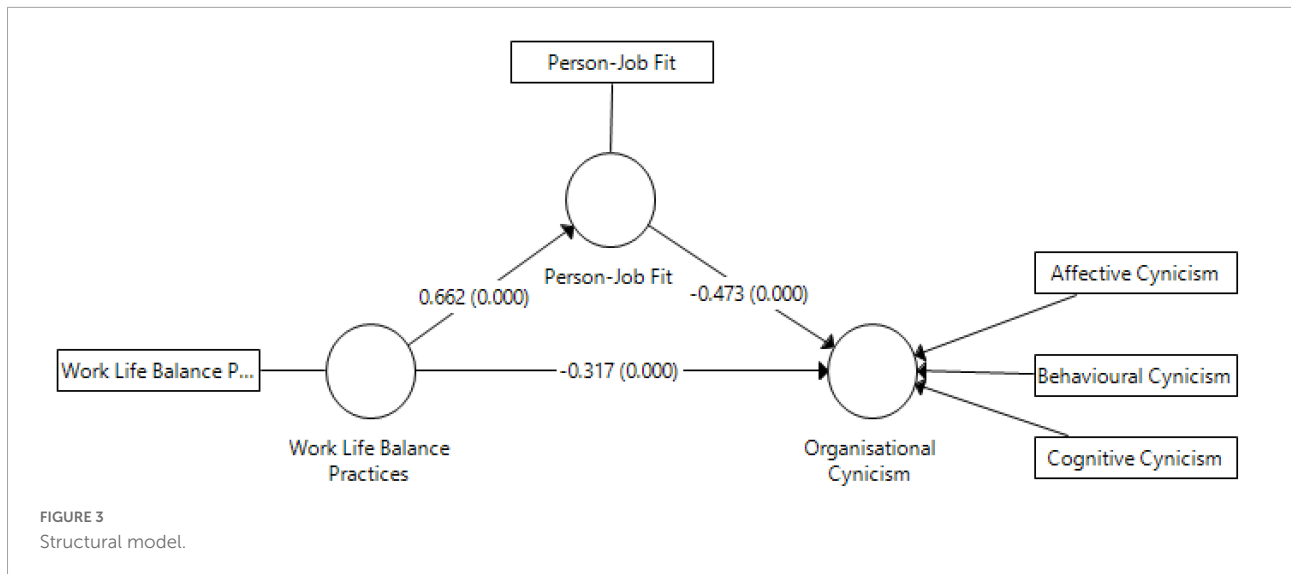 Person-Job Fit
Person-Job Fit
0.662 (0.000)
-0.473 (0.000)
Affective Cynicism
Work Life Balance P...
-0.317 (0.000)
Behavioural Cynicism
Work Life Balance
Practices
Organisational
Cynicism
Cognitive Cynicism
FIGURE 3
Structural model.